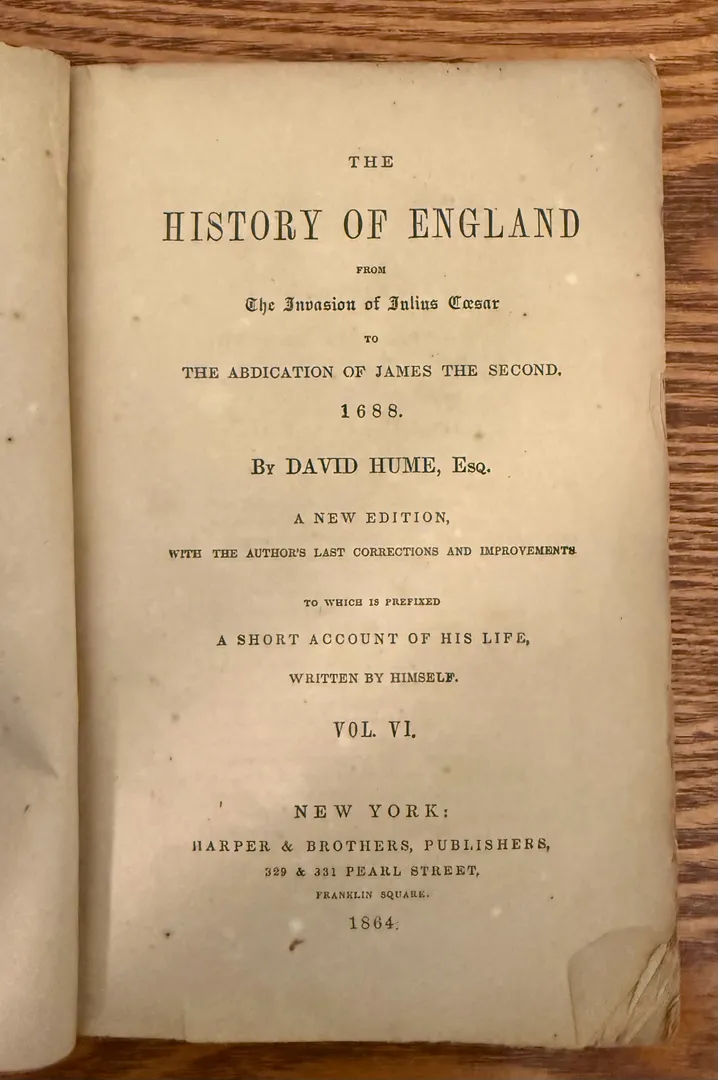 THE
HISTORY OF ENGLAND
FROM
The Invasion of Julius Cæsar
TO
THE ABDICATION OF JAMES THE SECOND.
1688.
By DAVID HUME, Esq.
A NEW EDITION,
WITH THE AUTHOR'S LAST CORRECTIONS AND IMPROVEMENTS
TO WHICH IS PREFIXED
A SHORT ACCOUNT OF HIS LIFE,
WRITTEN BY HIMSELF.
VOL. VI.
NEW YORK:
HARPER & BROTHERS, PUBLISHERS,
329 & 331 PEARL STREET,
FRANKLIN SQUARE.
1864.